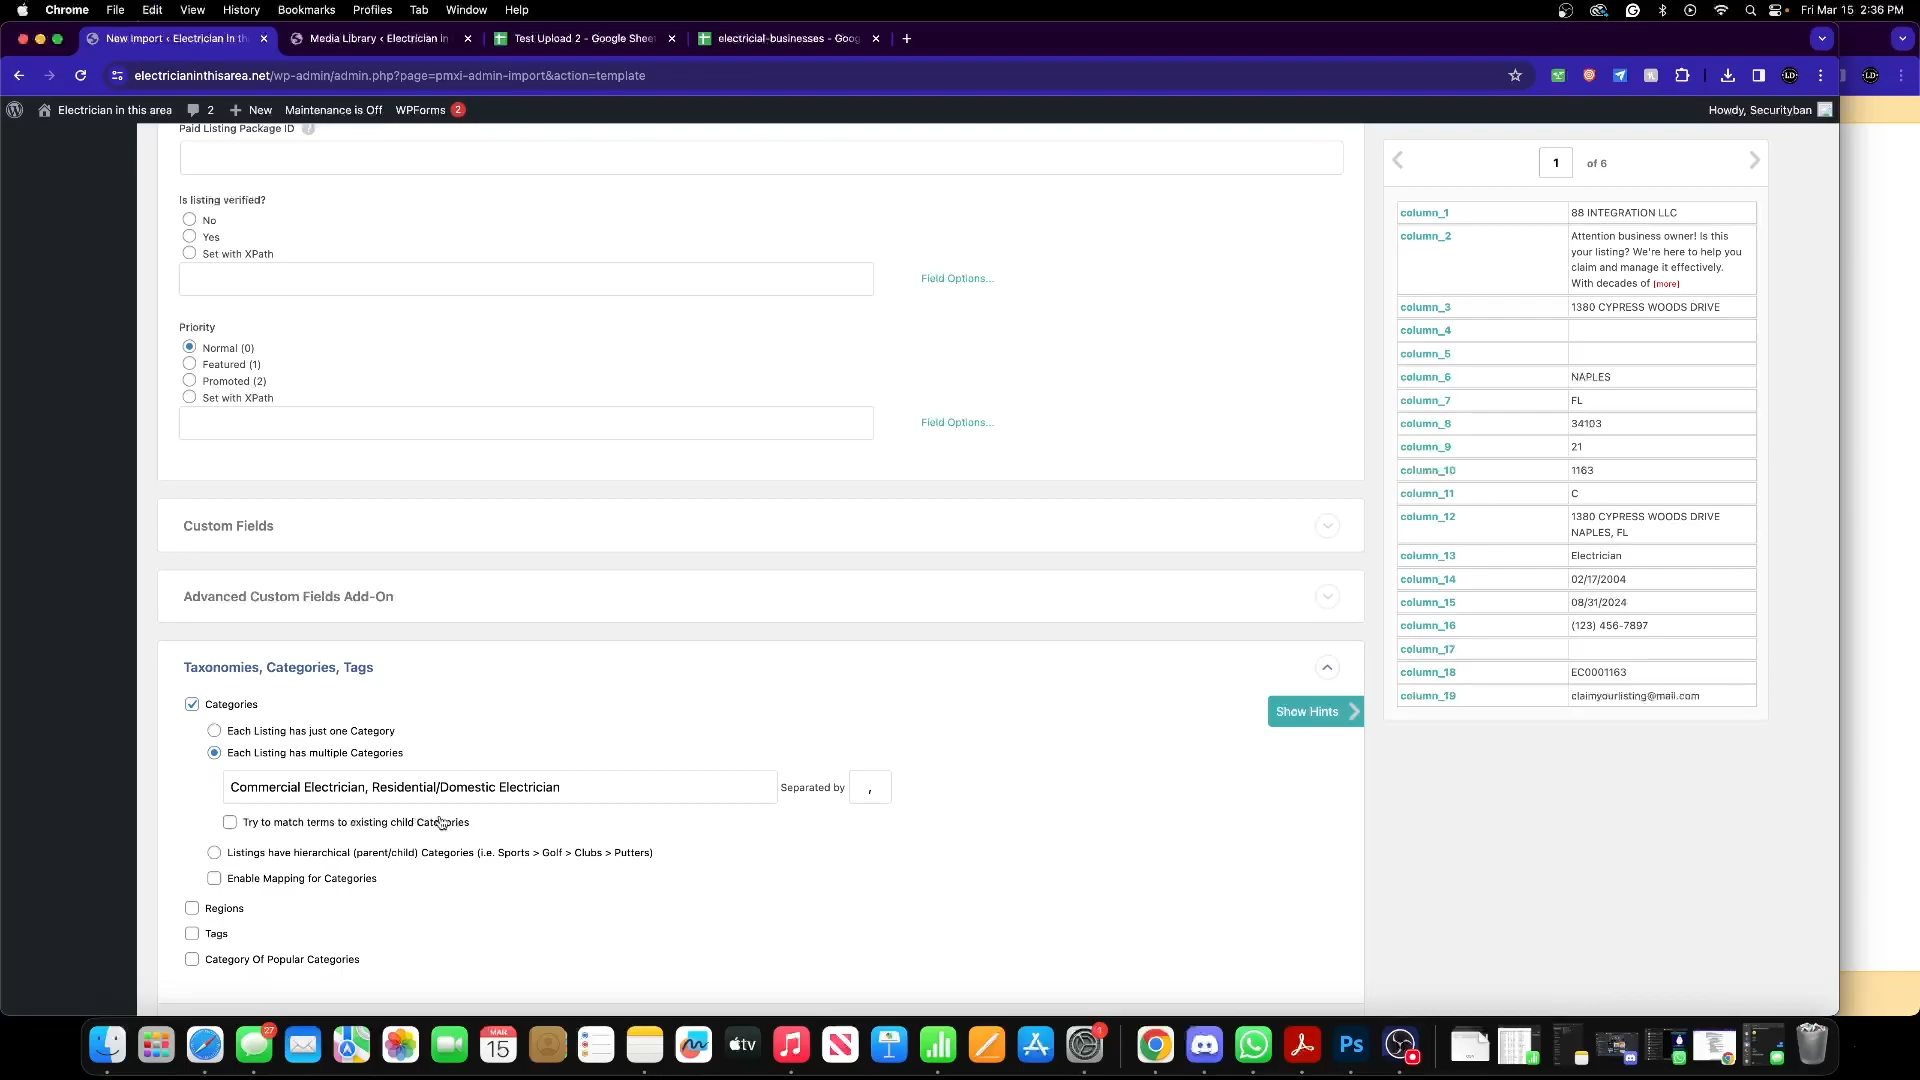 Chrome File Edit View History Bookmarks Profiles Tab Window Help Fri Mar 15 2:36 PM
New Import ‹ Electrician in th Media Library ‹ Electrician in Test Upload 2 - Google Sheet electricial-businesses - Goog
electricianinthisarea.net/wp-admin/admin.php?page=pmxi-admin-import&action=template
Electrician in this area 2 New Maintenance is Off WPForms 2 Howdy, Securityban
Paid Listing Package ID ?
Is listing verified?
No
Yes
Set with XPath
Field Options...
Priority
Normal (0)
Featured (1)
Promoted (2)
Set with XPath
Field Options...
Custom Fields
Advanced Custom Fields Add-On
Taxonomies, Categories, Tags
Categories
Each Listing has just one Category
Each Listing has multiple Categories
Commercial Electrician, Residential/Domestic Electrician Separated by ,
Try to match terms to existing child Categories
Listings have hierarchical (parent/child) Categories (i.e. Sports > Golf > Clubs > Putters)
Enable Mapping for Categories
Regions
Tags
Category Of Popular Categories
Show Hints
1 of 6
column_1 88 INTEGRATION LLC
column_2 Attention business owner! Is this
your listing? We're here to help you
claim and manage it effectively.
With decades of [more]
column_3 1380 CYPRESS WOODS DRIVE
column_4
column_5
column_6 NAPLES
column_7 FL
column_8 34103
column_9 21
column_10 1163
column_11 C
column_12 1380 CYPRESS WOODS DRIVE
NAPLES, FL
column_13 Electrician
column_14 02/17/2004
column_15 08/31/2024
column_16 (123) 456-7897
column_17
column_18 EC0001163
column_19 claimyourlisting@mail.com
27 MAR 15 tv 1 Ps